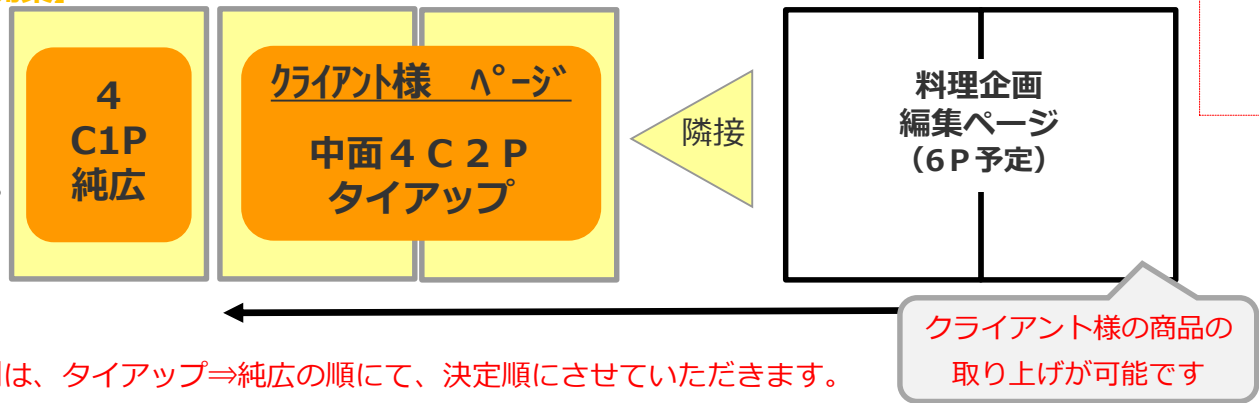 4
C1P
純広
クライアント様　ページ
中面４Ｃ２Ｐ
タイアップ
隣接
料理企画
編集ページ
（6Ｐ予定）
は、タイアップ⇒純広の順にて、決定順にさせていただきます。
クライアント様の商品の
取り上げが可能です